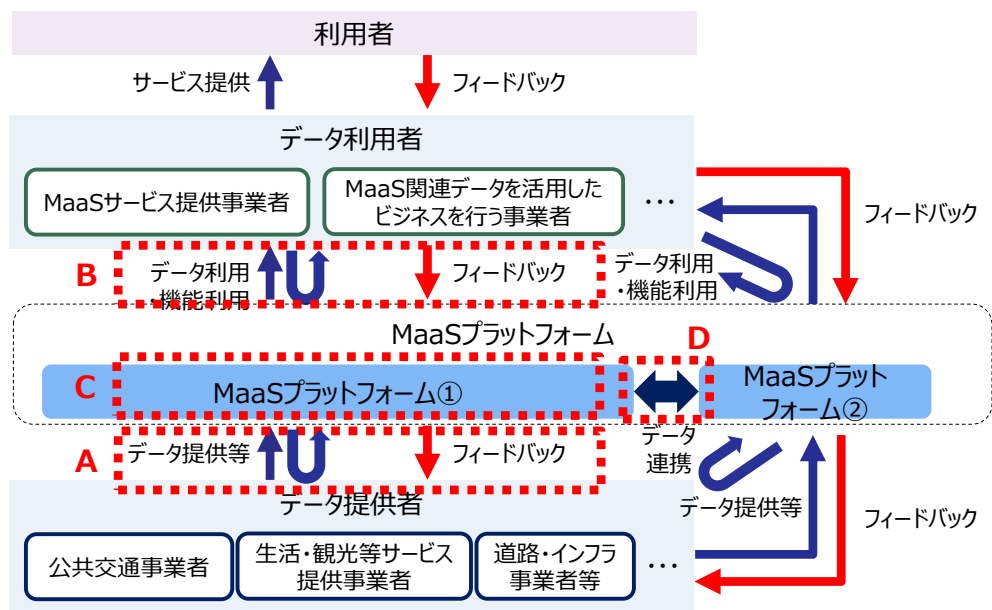 利用者
サービス提供
フィードバック
データ利用者
MaaSサービス提供事業者
MaaS関連データを活用した
ビジネスを行う事業者
…
フィードバック
B
データ利用
・機能利用
フィードバック
データ利用
・機能利用
MaaSプラットフォーム
D
C
MaaSプラットフォーム①
MaaSプラット
フォーム②
A
データ提供等
フィードバック
データ
連携
データ提供者
データ提供等
フィードバック
公共交通事業者
生活・観光等サービス
提供事業者
道路・インフラ
事業者等
…